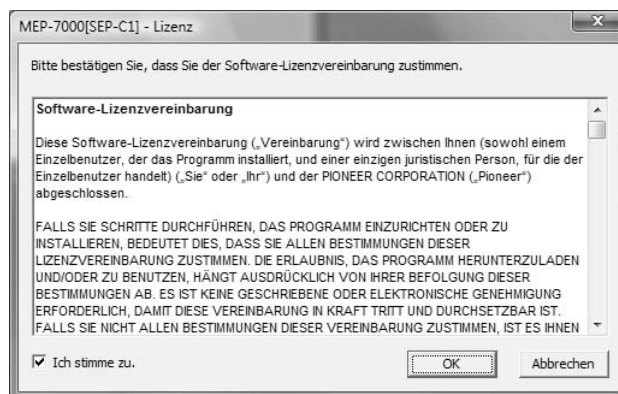 MEP-7000[SEP-C1] - Lizenz
Bitte bestätigen Sie, dass Sie der Software-Lizenzvereinbarung zustimmen.
Software-Lizenzvereinbarung
Diese Software-Lizenzvereinbarung („Vereinbarung“) wird zwischen Ihnen (sowohl einem
Einzelbenutzer, der das Programm installiert, und einer einzigen juristischen Person, für die der
Einzelbenutzer handelt) („Sie“ oder „Ihr“) und der PIONEER CORPORATION („Pioneer“)
abgeschlossen.
FALLS SIE SCHRITTE DURCHFÜHREN, DAS PROGRAMM EINZURICHTEN ODER ZU
INSTALLIEREN, BEDEUTET DIES, DASS SIE ALLEN BESTIMMUNGEN DIESER
LIZENZVEREINBARUNG ZUSTIMMEN. DIE ERLAUBNIS, DAS PROGRAMM HERUNTERZULADEN
UND/ODER ZU BENUTZEN, HÄNGT AUSDRÜCKLICH VON IHRER BEFOLGUNG DIESER
BESTIMMUNGEN AB. ES IST KEINE GESCHRIEBENE ODER ELEKTRONISCHE GENEHMIGUNG
ERFORDERLICH, DAMIT DIESE VEREINBARUNG IN KRAFT TRITT UND DURCHSETZBAR IST.
FALLS SIE NICHT ALLEN BESTIMMUNGEN DIESER VEREINBARUNG ZUSTIMMEN, IST ES IHNEN
Ich stimme zu.
OK
Abbrechen